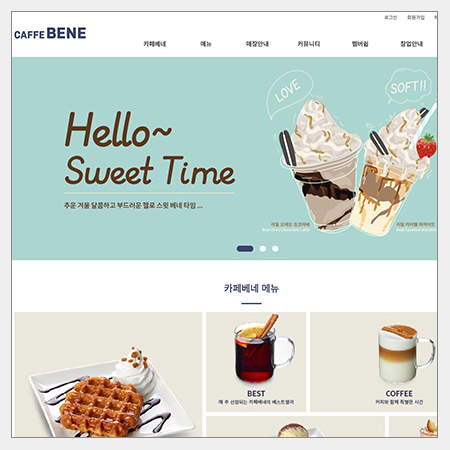 로그인 회원가입
CAFFE BENE
카페베네 메뉴 매장안내 커뮤니티 멤버쉽 창업안내
LOVE
SOFT!!
Hello~
Sweet Time
추운 겨울 달콤하고 부드러운 헬로 스윗 베네 타임 ...
카페베네 메뉴
BEST
COFFEE
매 주 선정되는 카페베네의 베스트셀러
커피와 함께 특별한 시간